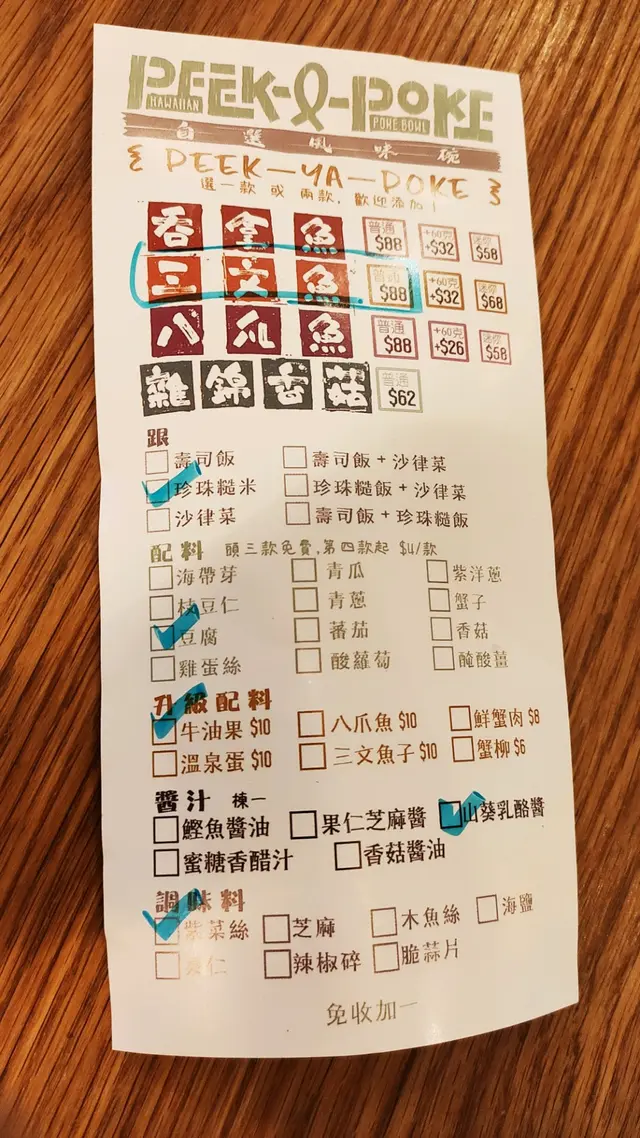 PEEK-A-POKE
HAWAIIAN POKE BOWL
自選風味碗
PEEK-YA-POKE
選一款 或 兩款, 歡迎添加!
吞拿魚 普通 $88 +60克 +$32 迷你 $58
三文魚 普通 $88 +60克 +$32 迷你 $68
八爪魚 普通 $88 +60克 +$26 迷你 $58
雜錦香菇 普通 $62
跟
壽司飯 壽司飯 + 沙律菜
珍珠糙米 珍珠糙飯 + 沙律菜
沙律菜 壽司飯 + 珍珠糙飯
配料 頭三款免費,第四款起 $4/款
海帶芽 青瓜 紫洋蔥
枝豆仁 青蔥 蟹子
豆腐 蕃茄 香菇
雞蛋絲 酸蘿蔔 醃酸薑
升級配料
牛油果 $10 八爪魚 $10 鮮蟹肉 $8
溫泉蛋 $10 三文魚子 $10 蟹柳 $6
醬汁 棟一
鰹魚醬油 果仁芝麻醬 山葵乳酪醬
蜜糖香醋汁 香菇醬油
調味料
紫菜絲 芝麻 木魚絲 海鹽
仁 辣椒碎 脆蒜片
免收加一